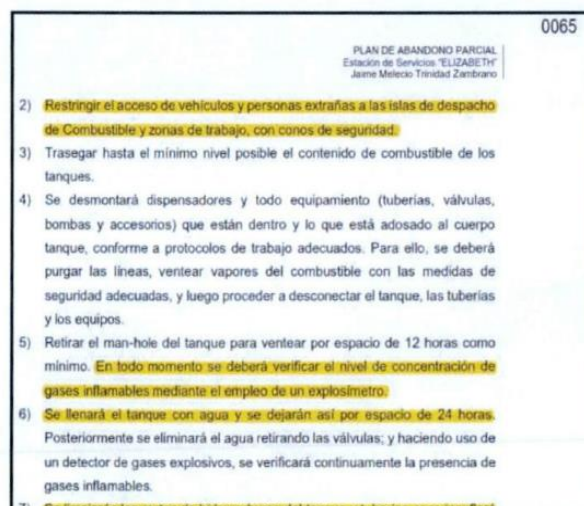 0065
PLAN DE ABANDONO PARCIAL
Estación de Servicios "ELIZABETH"
Jaime Melecio Trinidad Zambrano
2) Restringir el acceso de vehículos y personas extrañas a las islas de despacho
de Combustible y zonas de trabajo, con conos de seguridad.
3) Trasegar hasta el mínimo nivel posible el contenido de combustible de los
tanques.
4) Se desmontará dispensadores y todo equipamiento (tuberías, válvulas,
bombas y accesorios) que están dentro y lo que está adosado al cuerpo
tanque, conforme a protocolos de trabajo adecuados. Para ello, se deberá
purgar las líneas, ventear vapores del combustible con las medidas de
seguridad adecuadas, y luego proceder a desconectar el tanque, las tuberías
y los equipos.
5) Retirar el man-hole del tanque para ventear por espacio de 12 horas como
mínimo. En todo momento se deberá verificar el nivel de concentración de
gases inflamables mediante el empleo de un explosímetro.
6) Se llenará el tanque con agua y se dejarán así por espacio de 24 horas.
Posteriormente se eliminará el agua retirando las válvulas; y haciendo uso de
un detector de gases explosivos, se verificará continuamente la presencia de
gases inflamables.